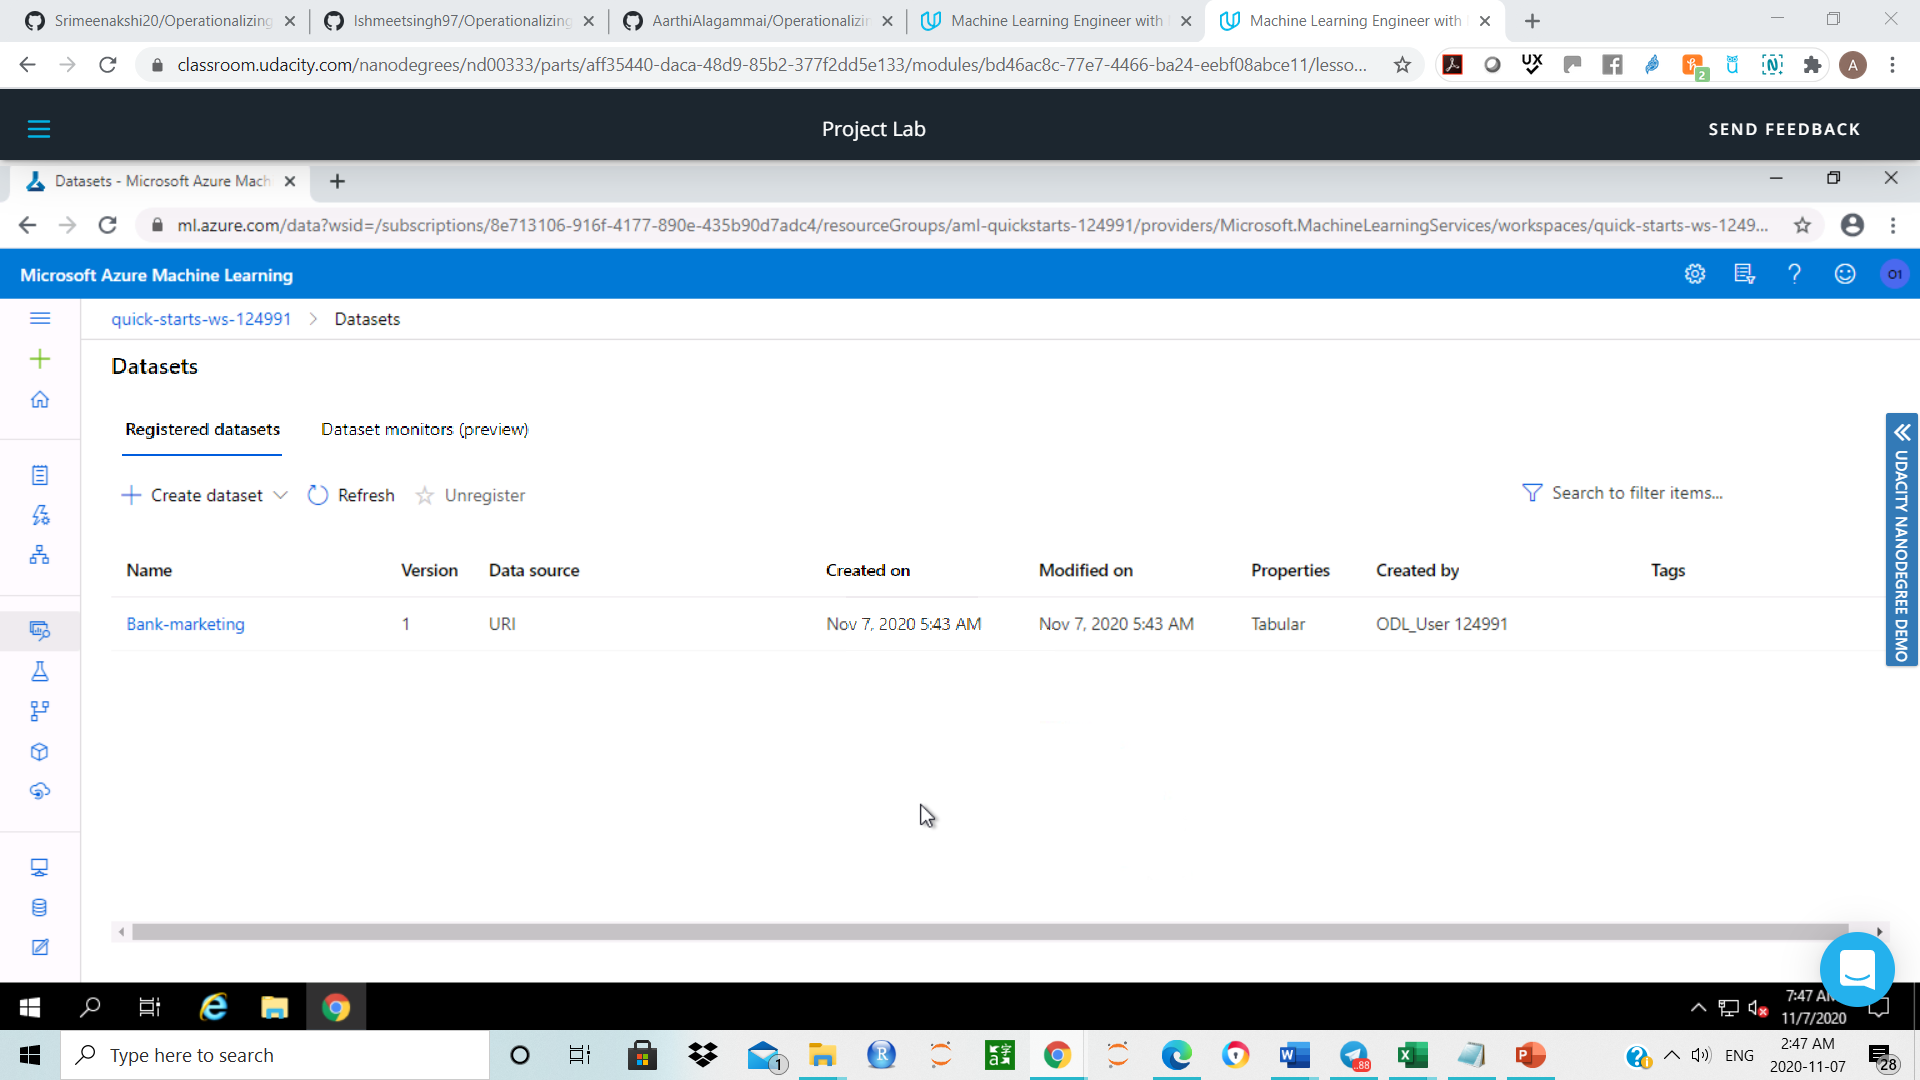 Srimeenakshi20/Operationalizing
Ishmeetsingh97/Operationalizing
AarthiAlagammai/Operationalizin
Machine Learning Engineer with
Machine Learning Engineer with
classroom.udacity.com/nanodegrees/nd00333/parts/aff35440-daca-48d9-85b2-377f2dd5e133/modules/bd46ac8c-77e7-4466-ba24-eebf08abce11/lesso...
UX
2
A
Project Lab
SEND FEEDBACK
Datasets - Microsoft Azure Mach
ml.azure.com/data?wsid=/subscriptions/8e713106-916f-4177-890e-435b90d7adc4/resourceGroups/aml-quickstarts-124991/providers/Microsoft.MachineLearningServices/workspaces/quick-starts-ws-1249...
Microsoft Azure Machine Learning
O1
quick-starts-ws-124991 > Datasets
Datasets
Registered datasets
Dataset monitors (preview)
Create dataset
Refresh
Unregister
Search to filter items...
UDACITY NANODEGREE DEMO
Name Version Data source Created on Modified on Properties Created by Tags
Bank-marketing 1 URI Nov 7, 2020 5:43 AM Nov 7, 2020 5:43 AM Tabular ODL_User 124991
7:47 AM
11/7/2020
Type here to search
1
R
a
W
88
X
P
ENG
2:47 AM
2020-11-07
28